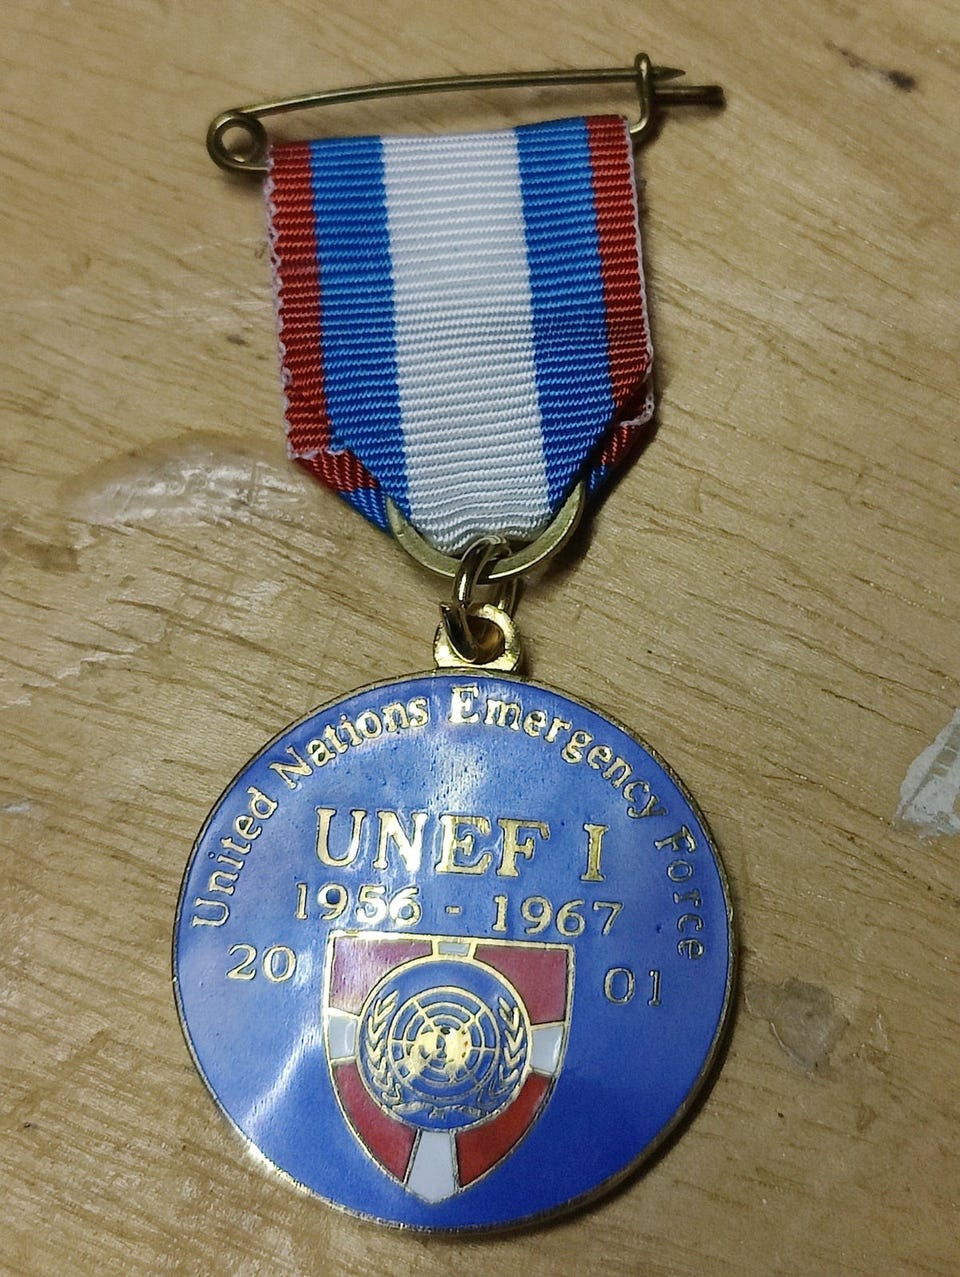 United Nations Emergency Force
UNEF I
1956 - 1967
20 01